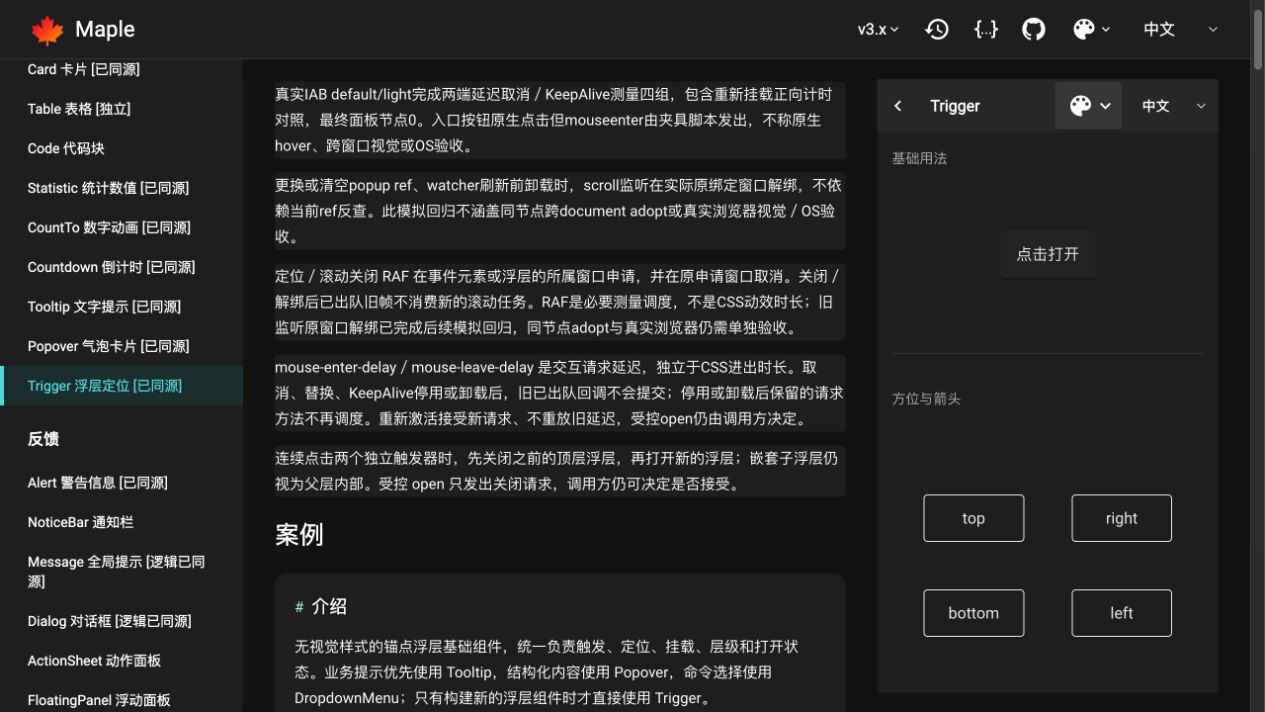 Maple
v3.x
{...}
中文
Card 卡片 [已同源]
Table 表格 [独立]
Code 代码块
Statistic 统计数值 [已同源]
CountTo 数字动画 [已同源]
Countdown 倒计时 [已同源]
Tooltip 文字提示 [已同源]
Popover 气泡卡片 [已同源]
Trigger 浮层定位 [已同源]
反馈
Alert 警告信息 [已同源]
NoticeBar 通知栏
Message 全局提示 [逻辑已同
源]
Dialog 对话框 [逻辑已同源]
ActionSheet 动作面板
FloatingPanel 浮动面板
真实IAB default/light完成两端延迟取消 / KeepAlive测量四组，包含重新挂载正向计时
对照，最终面板节点0。入口按钮原生点击但mouseenter由夹具脚本发出，不称原生
hover、跨窗口视觉或OS验收。
更换或清空popup ref、watcher刷新前卸载时，scroll监听在实际原绑定窗口解绑，不依
赖当前ref反查。此模拟回归不涵盖同节点跨document adopt或真实浏览器视觉 / OS验
收。
定位 / 滚动关闭 RAF 在事件元素或浮层的所属窗口申请，并在原申请窗口取消。关闭 /
解绑后已出队旧帧不消费新的滚动任务。RAF是必要测量调度，不是CSS动效时长；旧
监听原窗口解绑已完成后续模拟回归，同节点adopt与真实浏览器仍需单独验收。
mouse-enter-delay / mouse-leave-delay 是交互请求延迟，独立于CSS进出时长。取
消、替换、KeepAlive停用或卸载后，旧已出队回调不会提交；停用或卸载后保留的请求
方法不再调度。重新激活接受新请求、不重放旧延迟，受控open仍由调用方决定。
连续点击两个独立触发器时，先关闭之前的顶层浮层，再打开新的浮层；嵌套子浮层仍
视为父层内部。受控 open 只发出关闭请求，调用方仍可决定是否接受。
案例
# 介绍
无视觉样式的锚点浮层基础组件，统一负责触发、定位、挂载、层级和打开状
态。业务提示优先使用 Tooltip，结构化内容使用 Popover，命令选择使用
DropdownMenu；只有构建新的浮层组件时才直接使用 Trigger。
Trigger
中文
基础用法
点击打开
方位与箭头
top
right
bottom
left